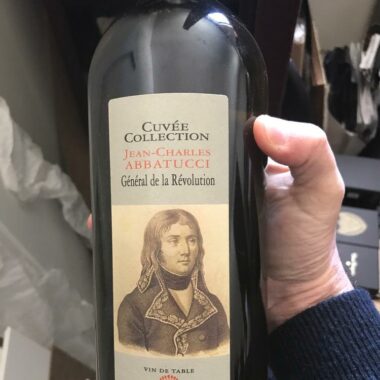 CUVÉE
COLLECTION
JEAN-CHARLES
ABBATUCCI
Général de la Révolution
VIN DE TABLE